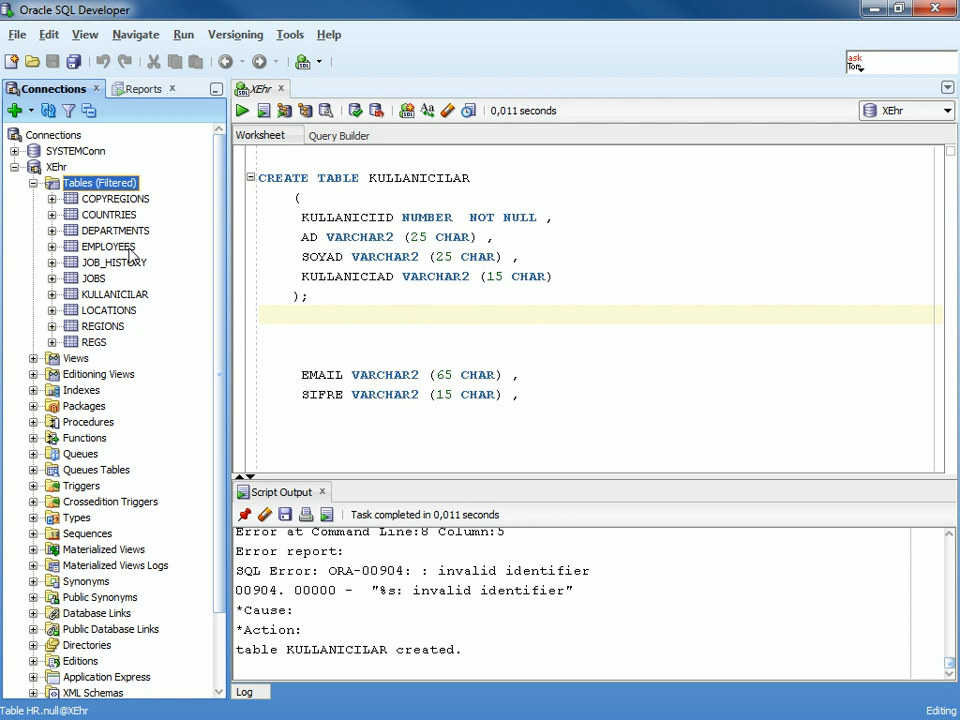 Oracle SQL Developer
File Edit View Navigate Run Versioning Tools Help
ask
Tom
Connections Reports
XEhr
0,011 seconds
XEhr
Worksheet Query Builder
Connections
SYSTEMConn
XEhr
Tables (Filtered)
COPYREGIONS
COUNTRIES
DEPARTMENTS
EMPLOYEES
JOB_HISTORY
JOBS
KULLANICILAR
LOCATIONS
REGIONS
REGS
Views
Editioning Views
Indexes
Packages
Procedures
Functions
Queues
Queues Tables
Triggers
Crossedition Triggers
Types
Sequences
Materialized Views
Materialized Views Logs
Synonyms
Public Synonyms
Database Links
Public Database Links
Directories
Editions
Application Express
XML Schemas
CREATE TABLE KULLANICILAR
(
KULLANICIID NUMBER NOT NULL ,
AD VARCHAR2 (25 CHAR) ,
SOYAD VARCHAR2 (25 CHAR) ,
KULLANICIAD VARCHAR2 (15 CHAR)
);
EMAIL VARCHAR2 (65 CHAR) ,
SIFRE VARCHAR2 (15 CHAR) ,
Script Output
Task completed in 0,011 seconds
Error at Command Line:8 Column:5
Error report:
SQL Error: ORA-00904: : invalid identifier
00904. 00000 - "%s: invalid identifier"
*Cause:
*Action:
table KULLANICILAR created.
Log
Table HR.null@XEhr
Editing